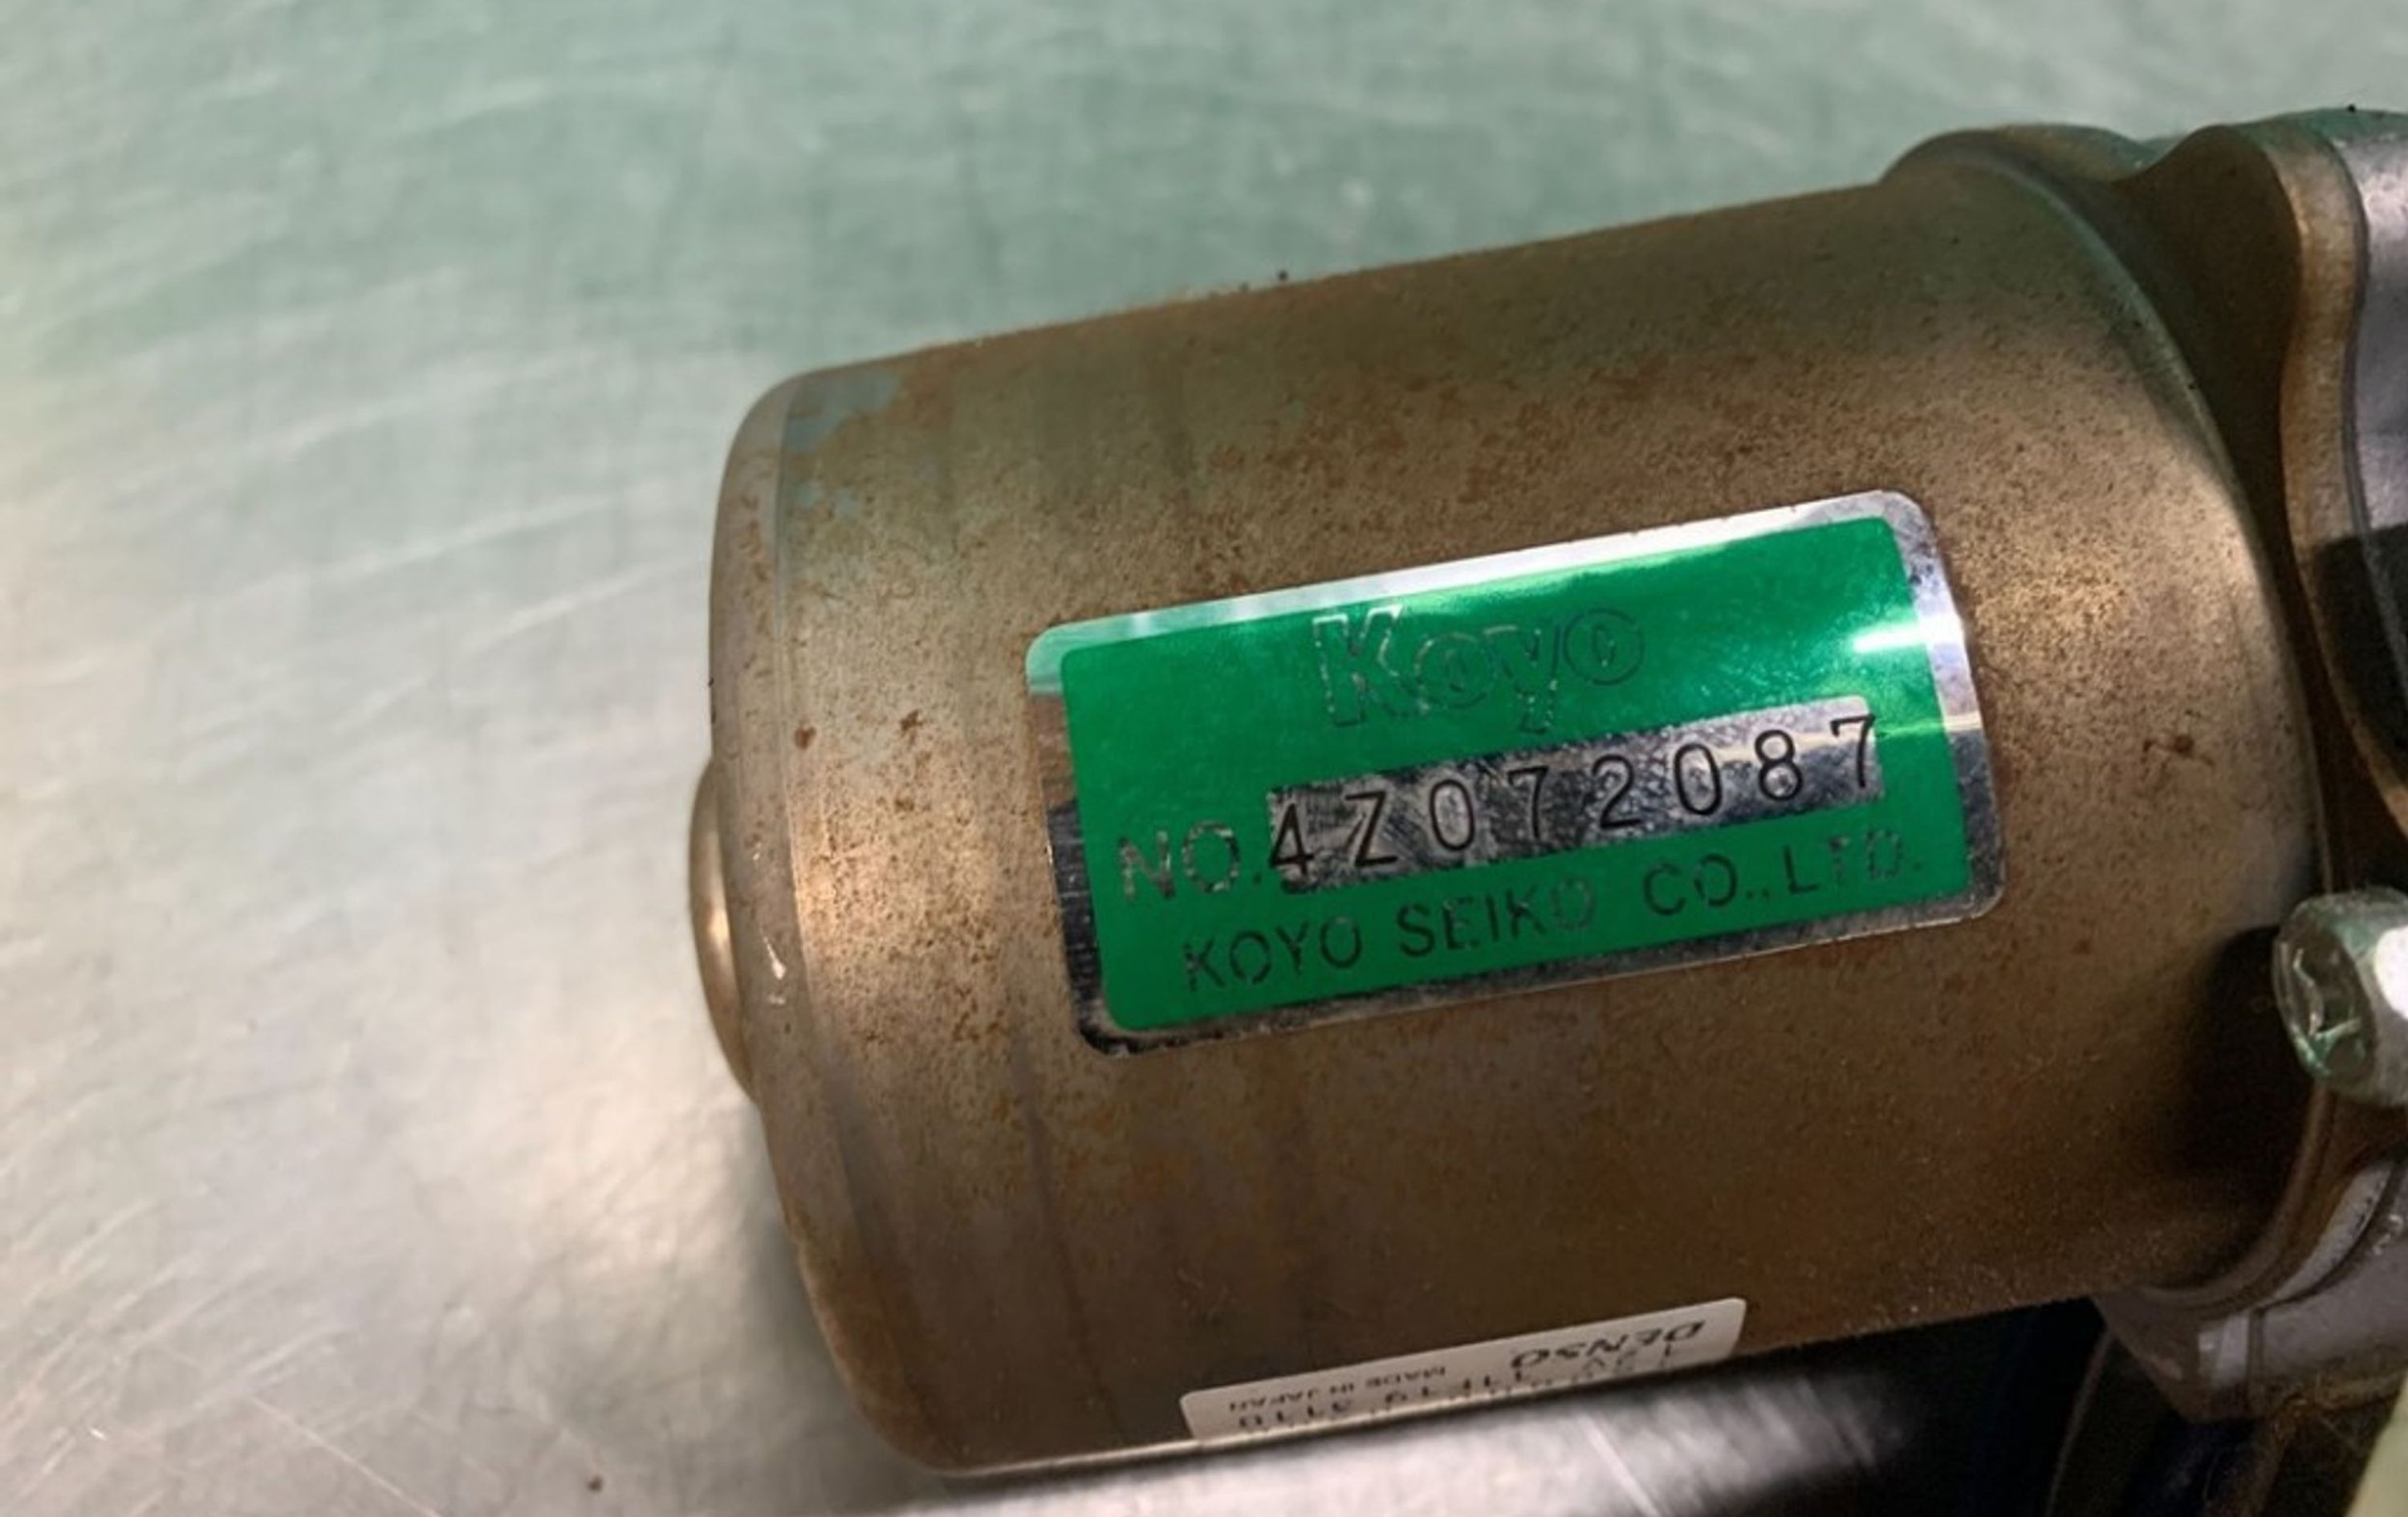 Koyo
NO.4Z072087
KOYO SEIKO CO.,LTD.
DENSO
MADE IN JAPAN